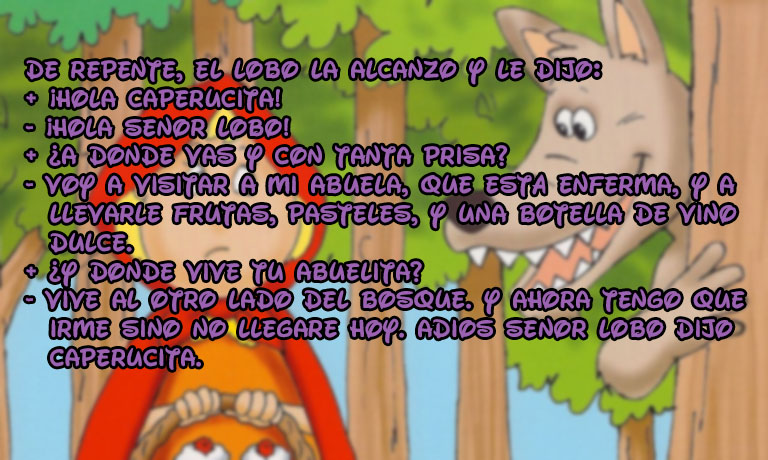 DE REPENTE, EL LOBO LA ALCANZO Y LE DIJO:
+ ¡HOLA CAPERUCITA!
- ¡HOLA SEÑOR LOBO!
+ ¿A DONDE VAS Y CON TANTA PRISA?
- VOY A VISITAR A MI ABUELA, QUE ESTA ENFERMA, Y A
LLEVARLE FRUTAS, PASTELES, Y UNA BOTELLA DE VINO
DULCE.
+ ¿Y DONDE VIVE TU ABUELITA?
- VIVE AL OTRO LADO DEL BOSQUE. Y AHORA TENGO QUE
IRME SINO NO LLEGARE HOY. ADIOS SEÑOR LOBO DIJO
CAPERUCITA.